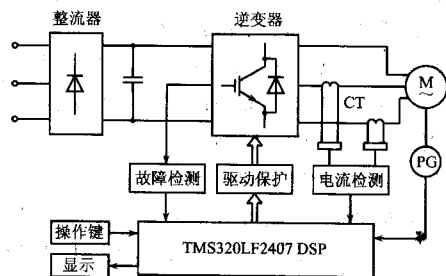 整流器
逆变器
M
~
CT
PG
故障检测
驱动保护
电流检测
操作键
TMS320LF2407 DSP
显示